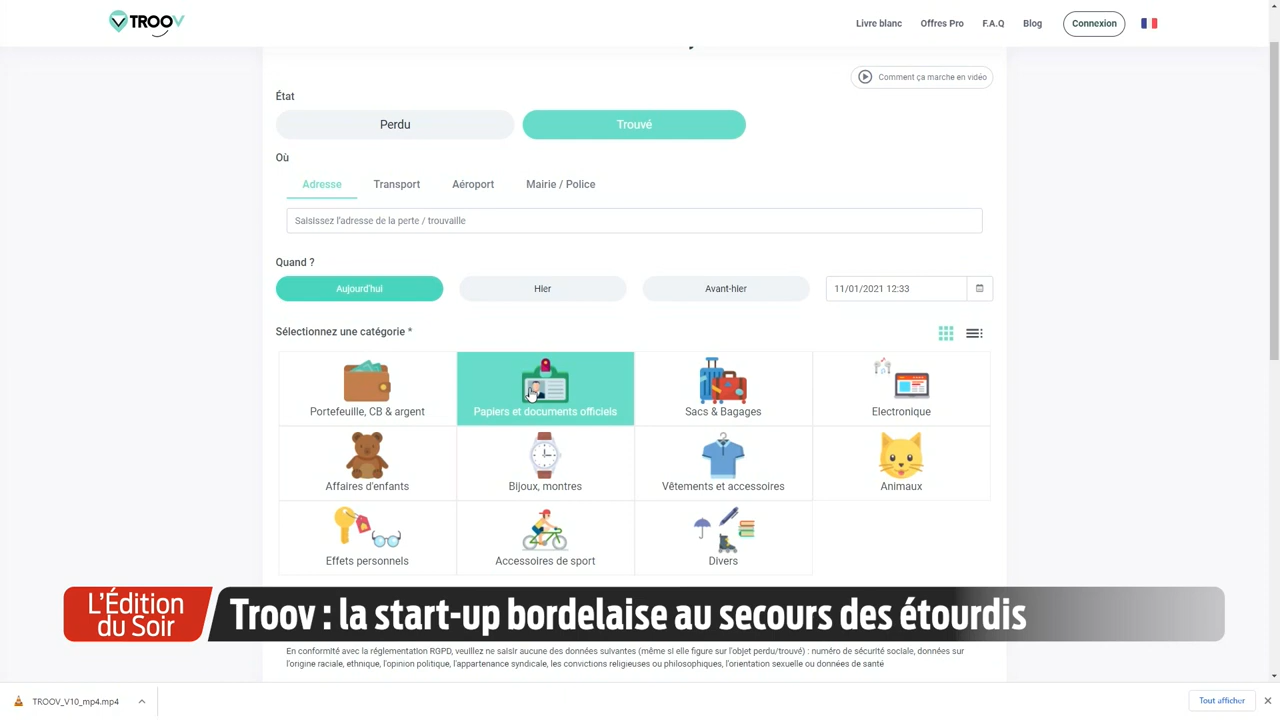 TROOV
Livre blanc
Offres Pro
F.A.Q
Blog
Connexion
Comment ça marche en vidéo
État
Perdu
Trouvé
Où
Adresse
Transport
Aéroport
Mairie / Police
Saisissez l'adresse de la perte / trouvaille
Quand ?
Aujourd'hui
Hier
Avant-hier
11/01/2021 12:33
Sélectionnez une catégorie *
Portefeuille, CB & argent
Papiers et documents officiels
Sacs & Bagages
Electronique
Affaires d'enfants
Bijoux, montres
Vêtements et accessoires
Animaux
Effets personnels
Accessoires de sport
Divers
L'Édition
du Soir
Troov : la start-up bordelaise au secours des étourdis
En conformité avec la réglementation RGPD, veuillez ne saisir aucune des données suivantes (même si elle figure sur l'objet perdu/trouvé) : numéro de sécurité sociale, données sur
l'origine raciale, ethnique, l'opinion politique, l'appartenance syndicale, les convictions religieuses ou philosophiques, l'orientation sexuelle ou données de santé
TROOV_V10_mp4.mp4
Tout afficher